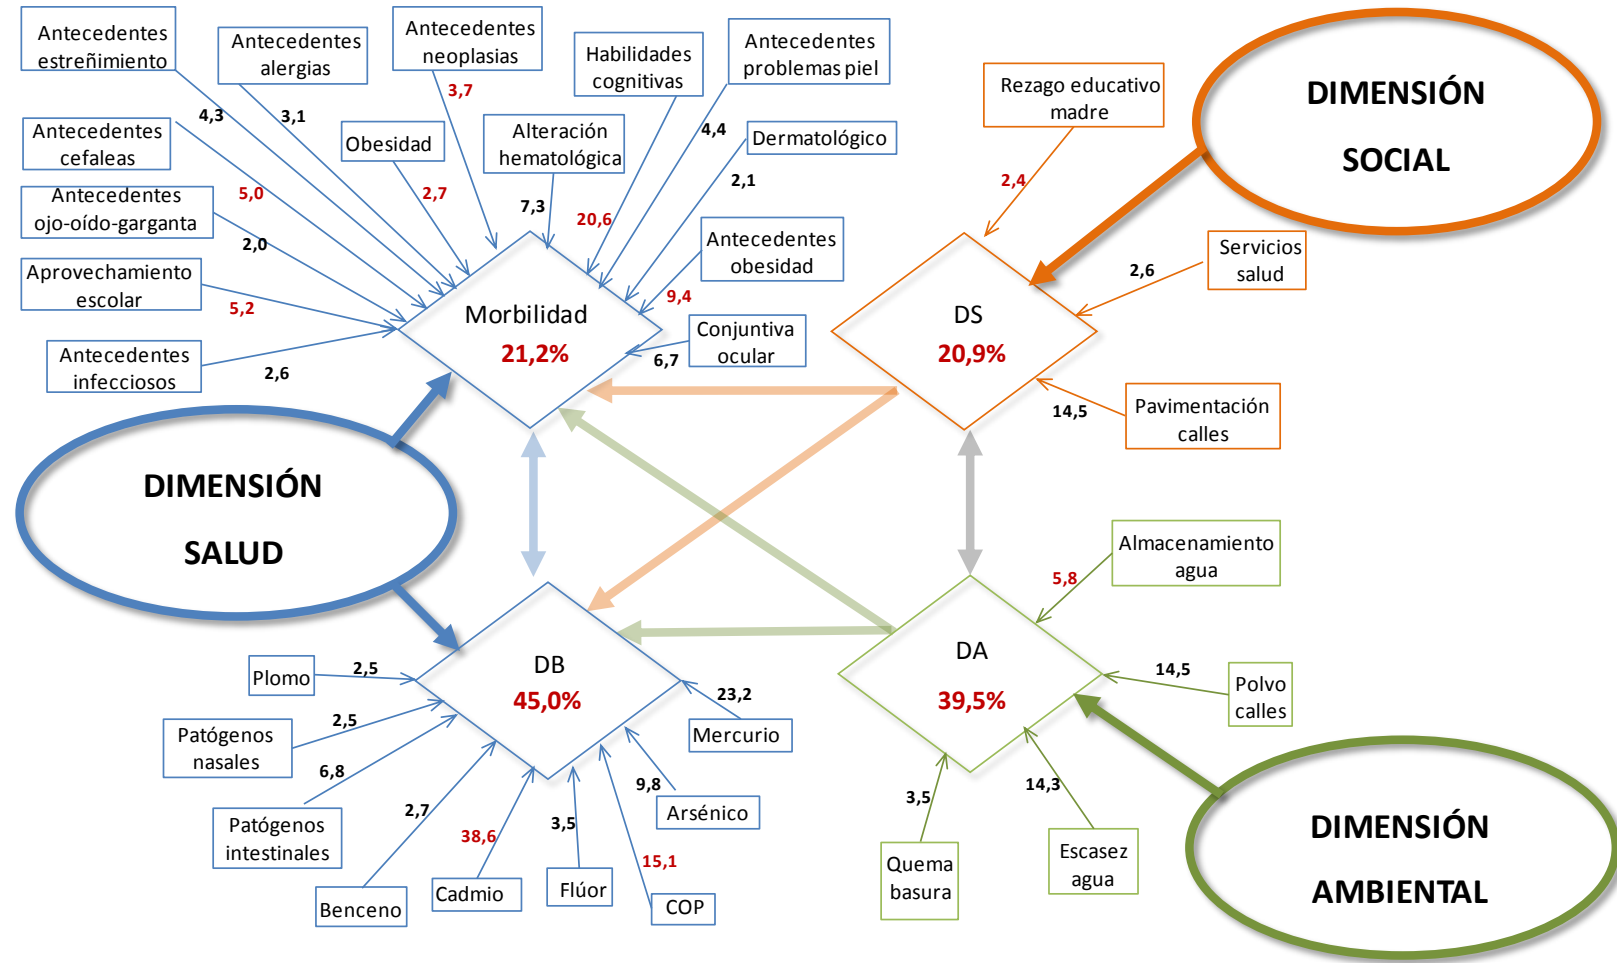 Antecedentes
estreñimiento
Antecedentes
alergias
Antecedentes
neoplasias
Habilidades
cognitivas
Antecedentes
problemas piel
4,3
3,1
3,7
4,4
Antecedentes
cefaleas
Obesidad
Alteración
hematológica
Dermatológico
5,0
2,7
7,3
20,6
2,1
Antecedentes
ojo-oído-garganta
2,0
Antecedentes
obesidad
9,4
Aprovechamiento
escolar
5,2
Antecedentes
infecciosos
2,6
Conjuntiva
ocular
6,7
Morbilidad
21,2%
Rezago educativo
madre
2,4
DIMENSIÓN
SOCIAL
Servicios
salud
2,6
DS
20,9%
14,5
Pavimentación
calles
DIMENSIÓN
SALUD
Almacenamiento
agua
5,8
DB
45,0%
Plomo
2,5
Patógenos
nasales
2,5
Patógenos
intestinales
6,8
Benceno
2,7
Cadmio
38,6
Flúor
3,5
COP
15,1
Arsénico
9,8
Mercurio
23,2
DA
39,5%
14,5
Polvo
calles
3,5
Quema
basura
14,3
Escasez
agua
DIMENSIÓN
AMBIENTAL